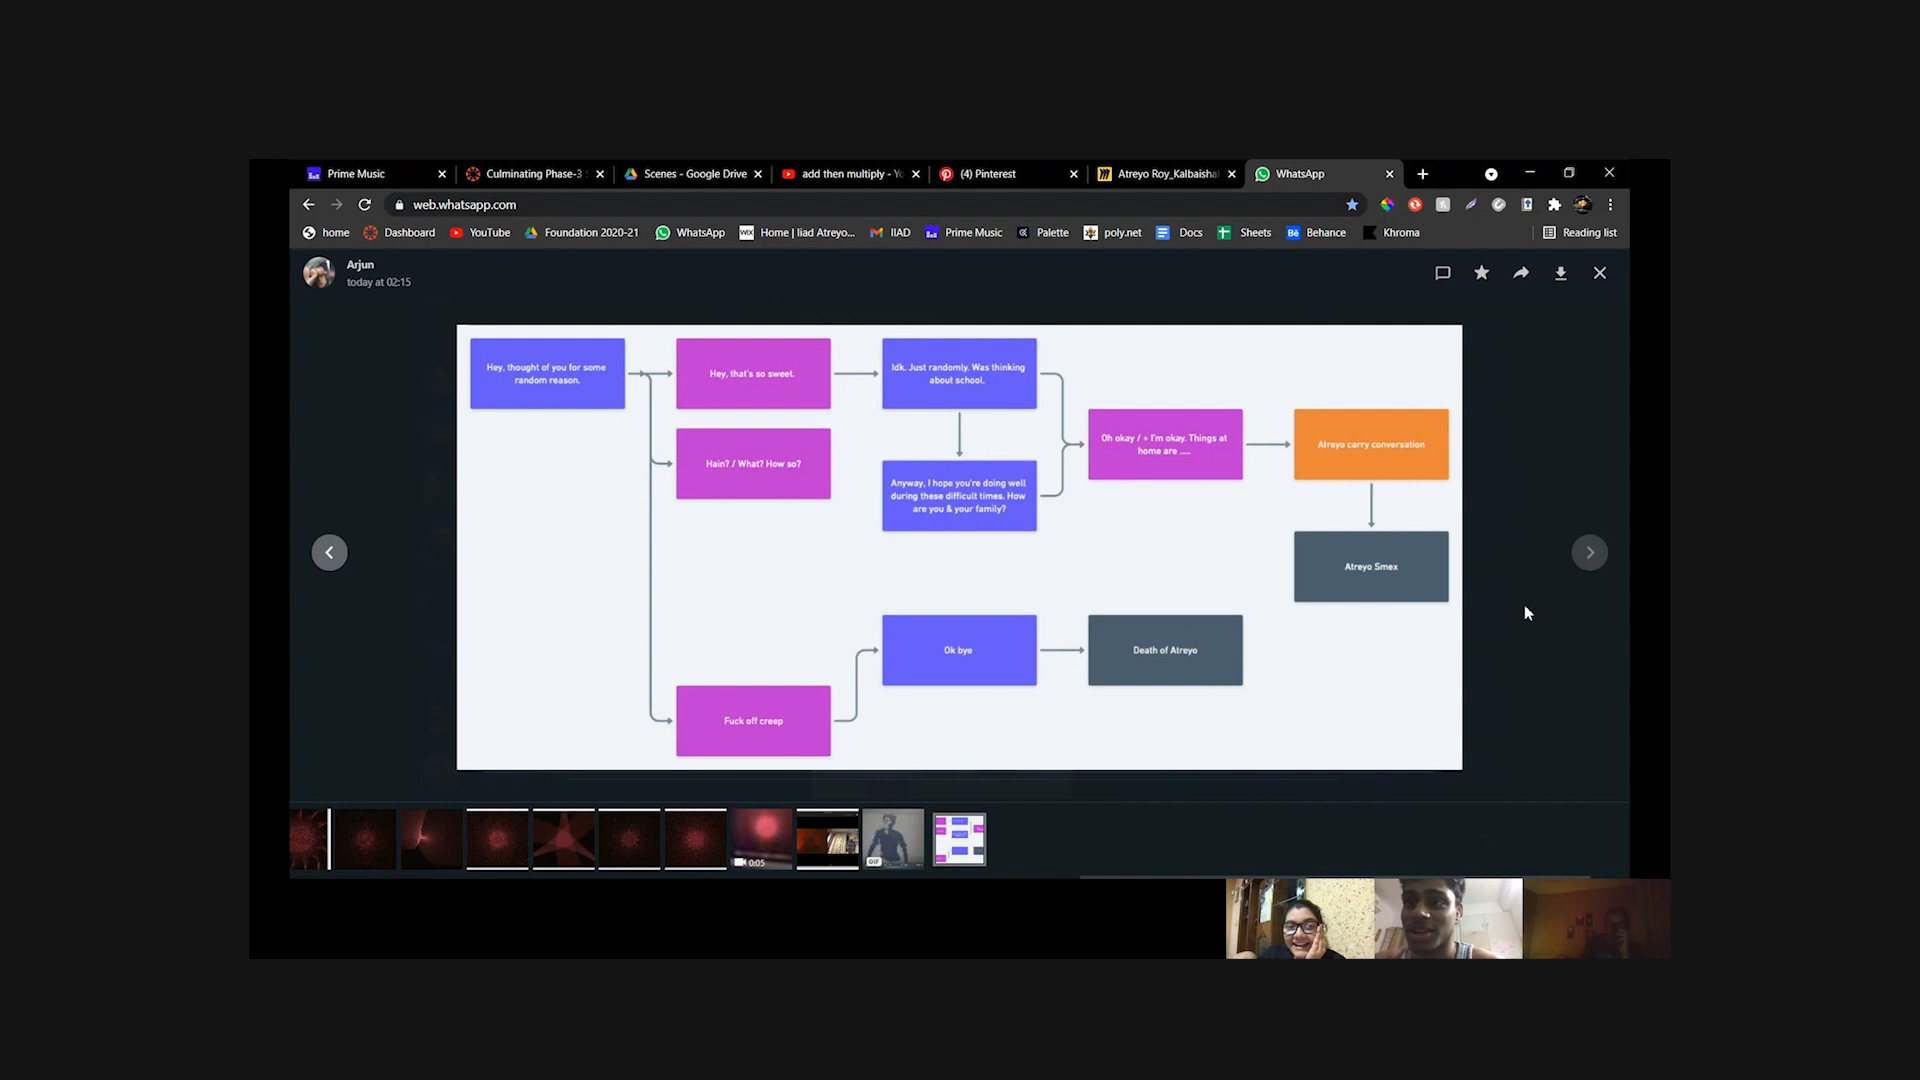 Prime Music
Culminating Phase-3
Scenes - Google Drive
add then multiply - Yo
(4) Pinterest
Atreyo Roy_Kalbaisha
WhatsApp
web.whatsapp.com
home
Dashboard
YouTube
Foundation 2020-21
WhatsApp
WIX
Home | Iiad Atreyo...
IIAD
Prime Music
Palette
poly.net
Docs
Sheets
Bē
Behance
Khroma
Reading list
Arjun
today at 02:15
Hey, thought of you for some
random reason.
Hey, that's so sweet.
Idk. Just randomly. Was thinking
about school.
Hain? / What? How so?
Anyway, I hope you're doing well
during these difficult times. How
are you & your family?
Oh okay / + I'm okay. Things at
home are .....
Atreyo carry conversation
Atreyo Smex
Ok bye
Death of Atreyo
Fuck off creep
0:05
GIF